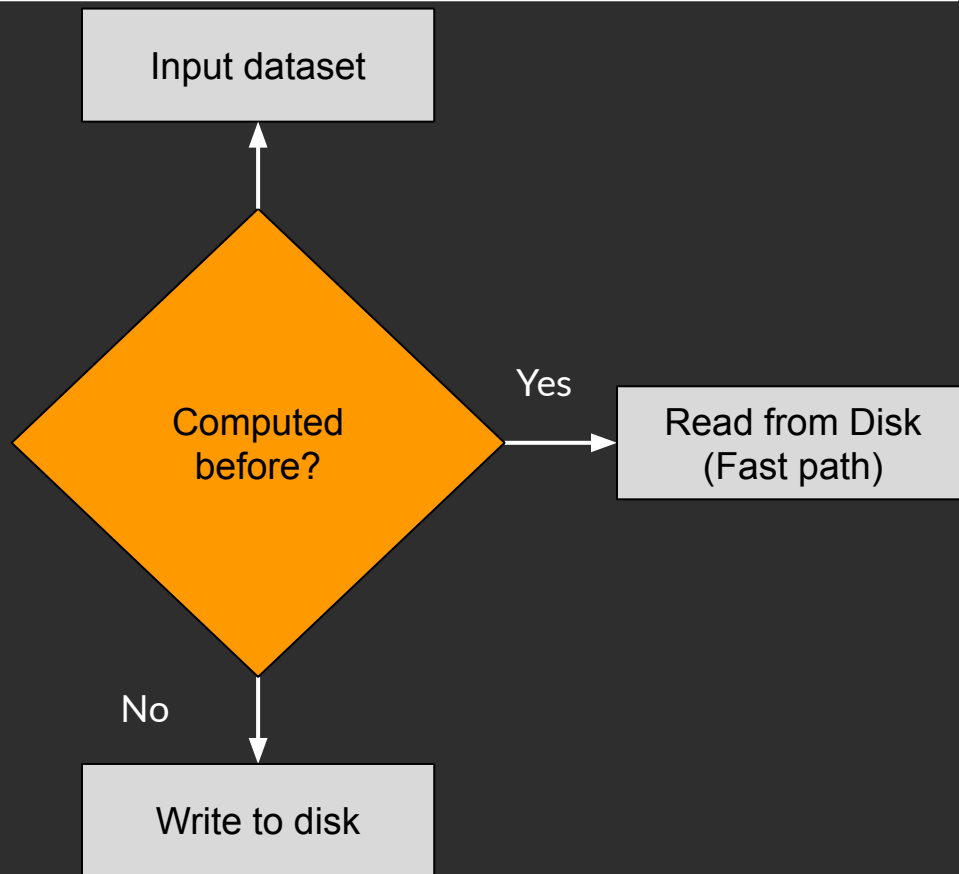 Input dataset
Yes
Computed
before?
Read from Disk
(Fast path)
No
Write to disk